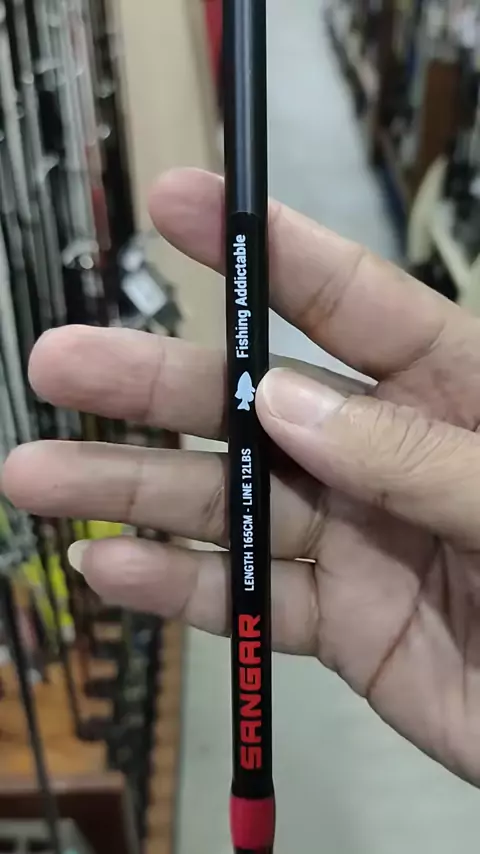 SANGAR
LENGTH 165CM - LINE 12LBS
Fishing Addictable